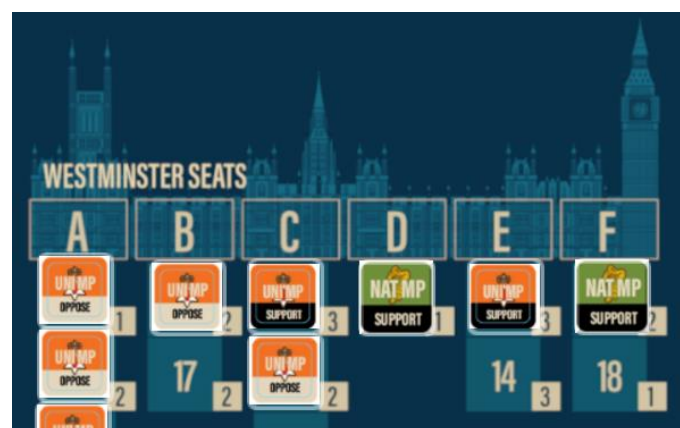 WESTMINSTER SEATS
A B C D E F
UNI MP UNI MP UNI MP NAT MP UNI MP NAT MP
OPPOSE OPPOSE SUPPORT SUPPORT SUPPORT SUPPORT
1 2 3 1 3 2
UNI MP 17 UNI MP 14 18
OPPOSE OPPOSE
2 2 2 3 1
UNI MP